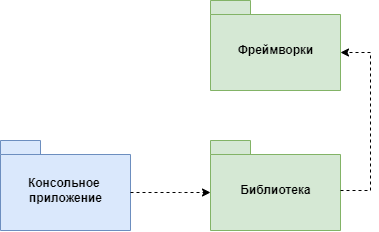 Фреймворки
Консольное
приложение
Библиотека